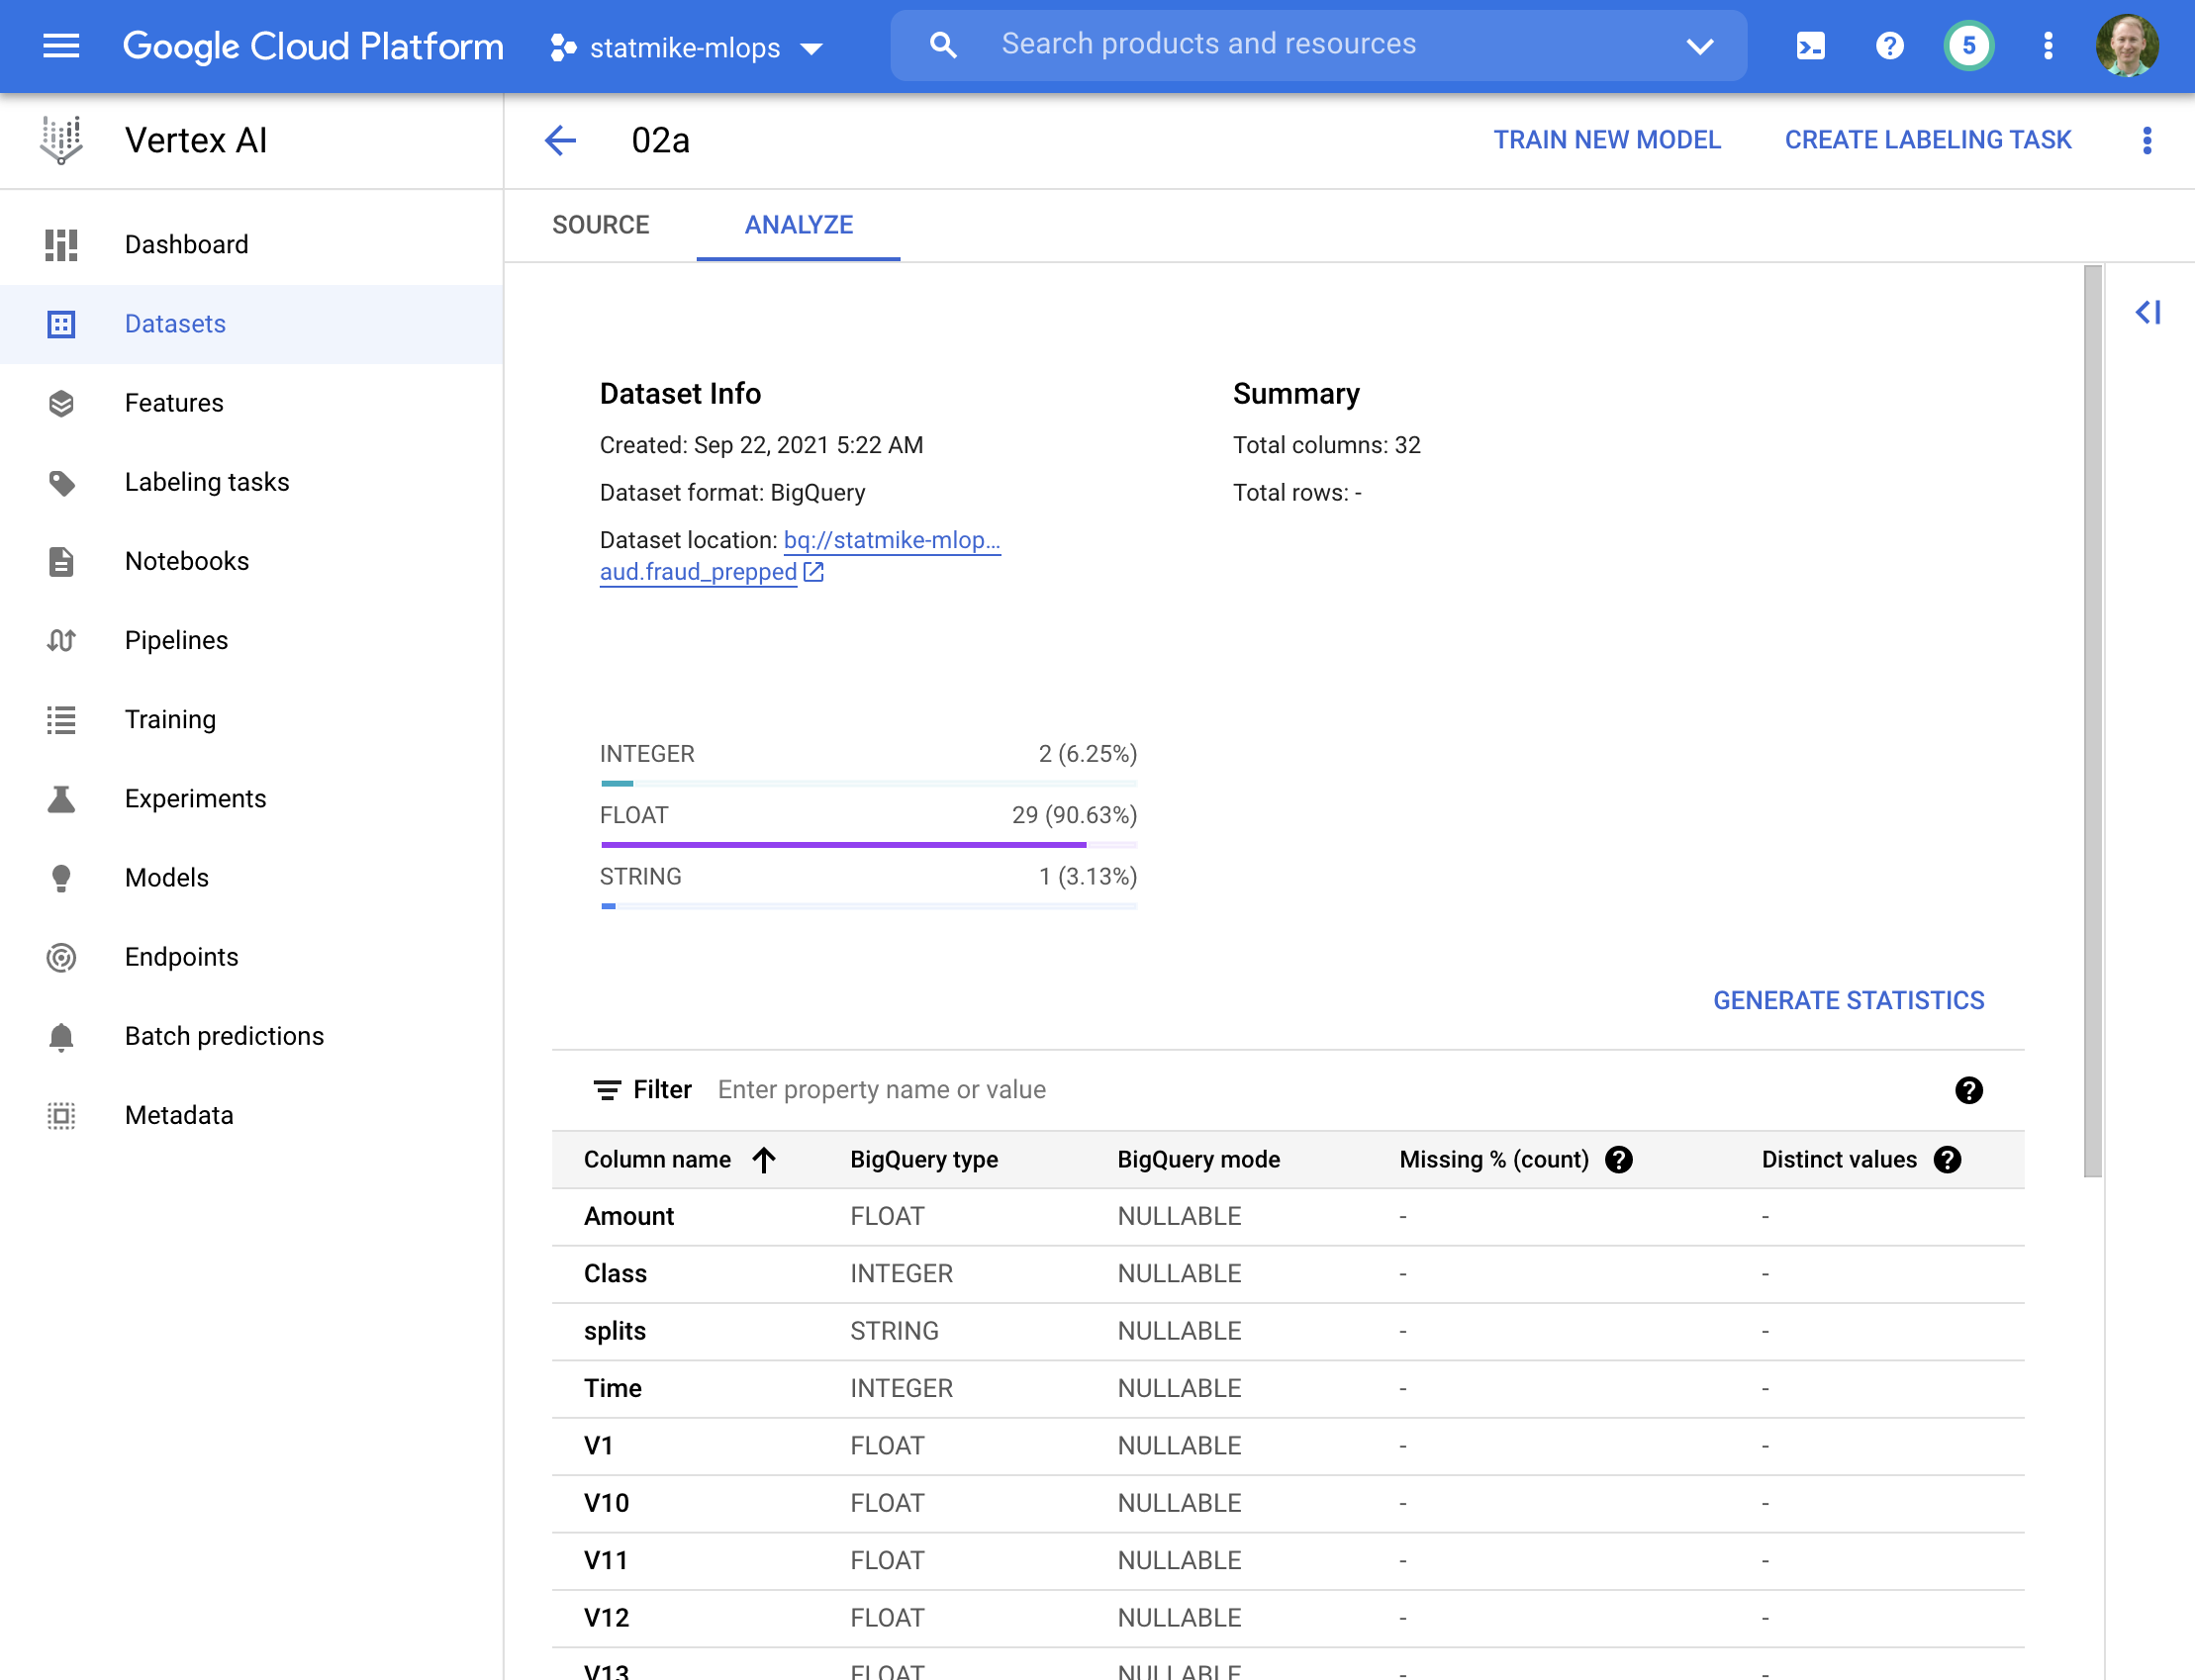 Google Cloud Platform statmike-mlops Search products and resources 5
Vertex AI
02a TRAIN NEW MODEL CREATE LABELING TASK
SOURCE ANALYZE
Dashboard
Datasets
Features
Labeling tasks
Notebooks
Pipelines
Training
Experiments
Models
Endpoints
Batch predictions
Metadata
Dataset Info
Created: Sep 22, 2021 5:22 AM
Dataset format: BigQuery
Dataset location: bq://statmike-mlop...
aud.fraud_prepped
Summary
Total columns: 32
Total rows: -
INTEGER 2 (6.25%)
FLOAT 29 (90.63%)
STRING 1 (3.13%)
GENERATE STATISTICS
Filter Enter property name or value ?
Column name BigQuery type BigQuery mode Missing % (count) ? Distinct values ?
Amount FLOAT NULLABLE - -
Class INTEGER NULLABLE - -
splits STRING NULLABLE - -
Time INTEGER NULLABLE - -
V1 FLOAT NULLABLE - -
V10 FLOAT NULLABLE - -
V11 FLOAT NULLABLE - -
V12 FLOAT NULLABLE - -
V13 FLOAT NULLABLE - -